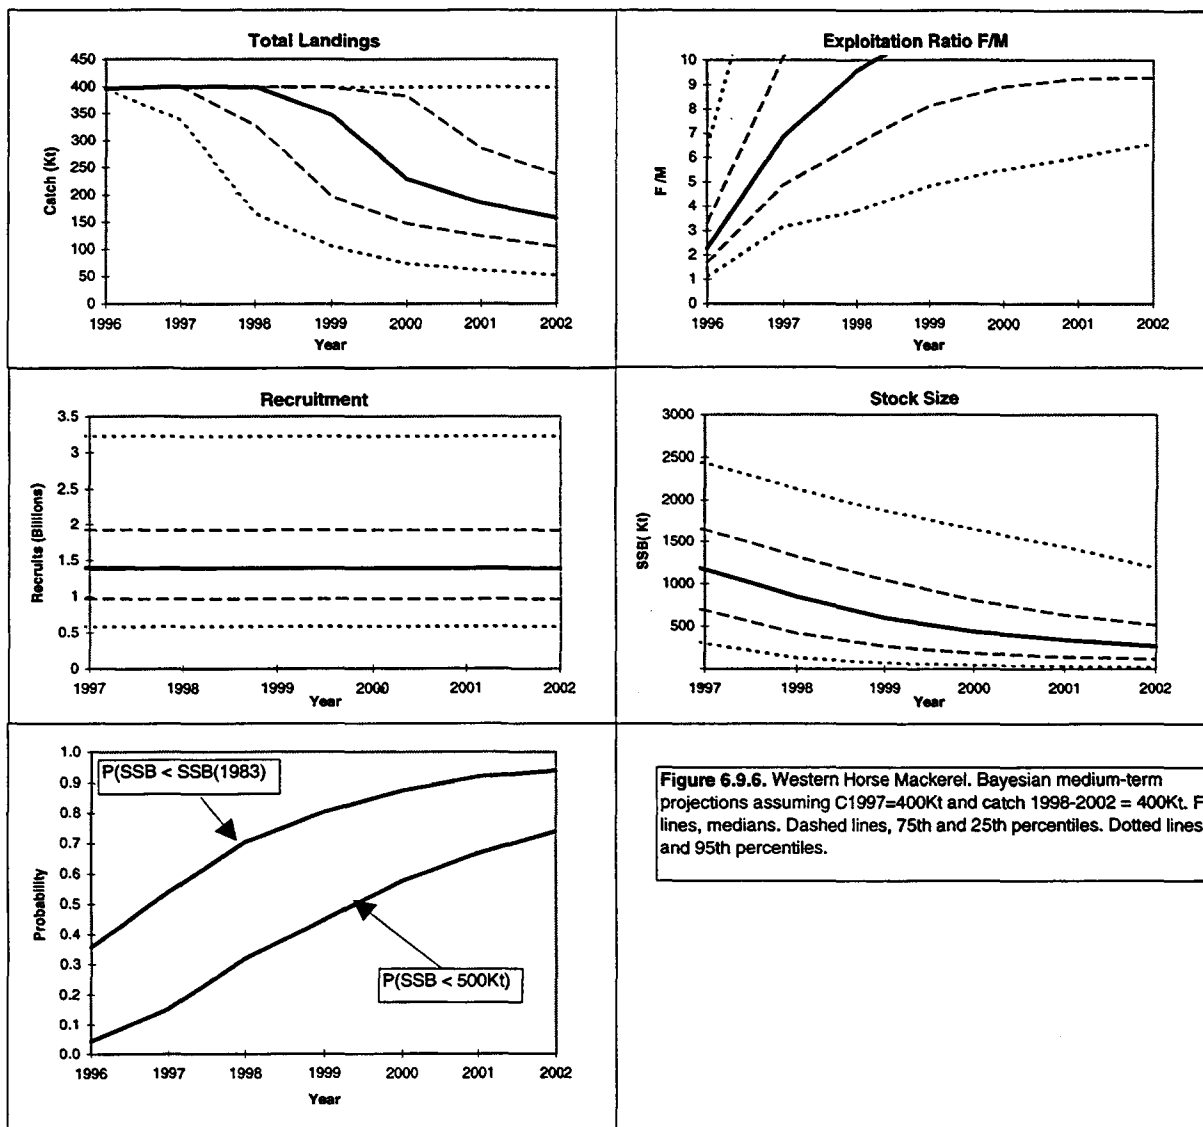 Total Landings
450
400
350
300
250
200
150
100
50
0
Catch (Kt)
1996 1997 1998 1999 2000 2001 2002
Year
Exploitation Ratio F/M
10
9
8
7
6
5
4
3
2
1
0
F /M
1996 1997 1998 1999 2000 2001 2002
Year
Recruitment
3.5
3
2.5
2
1.5
1
0.5
0
Recruits (Billions)
1997 1998 1999 2000 2001 2002
Year
Stock Size
3000
2500
2000
1500
1000
500
SSB( Kt)
1997 1998 1999 2000 2001 2002
Year
1.0
0.9
0.8
0.7
0.6
0.5
0.4
0.3
0.2
0.1
0.0
Probability
P(SSB < SSB(1983)
P(SSB < 500Kt)
1996 1997 1998 1999 2000 2001 2002
Year
Figure 6.9.6. Western Horse Mackerel. Bayesian medium-term
projections assuming C1997=400Kt and catch 1998-2002 = 400Kt. F
lines, medians. Dashed lines, 75th and 25th percentiles. Dotted lines
and 95th percentiles.